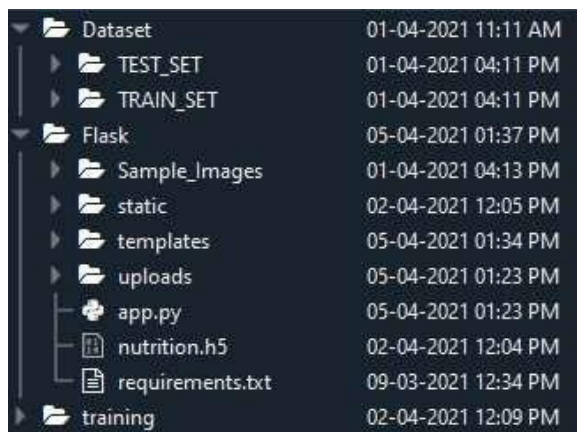 Dataset 01-04-2021 11:11 AM
TEST_SET 01-04-2021 04:11 PM
TRAIN_SET 01-04-2021 04:11 PM
Flask 05-04-2021 01:37 PM
Sample_Images 01-04-2021 04:13 PM
static 02-04-2021 12:05 PM
templates 05-04-2021 01:34 PM
uploads 05-04-2021 01:23 PM
app.py 05-04-2021 01:23 PM
nutrition.h5 02-04-2021 12:04 PM
requirements.txt 09-03-2021 12:34 PM
training 02-04-2021 12:09 PM